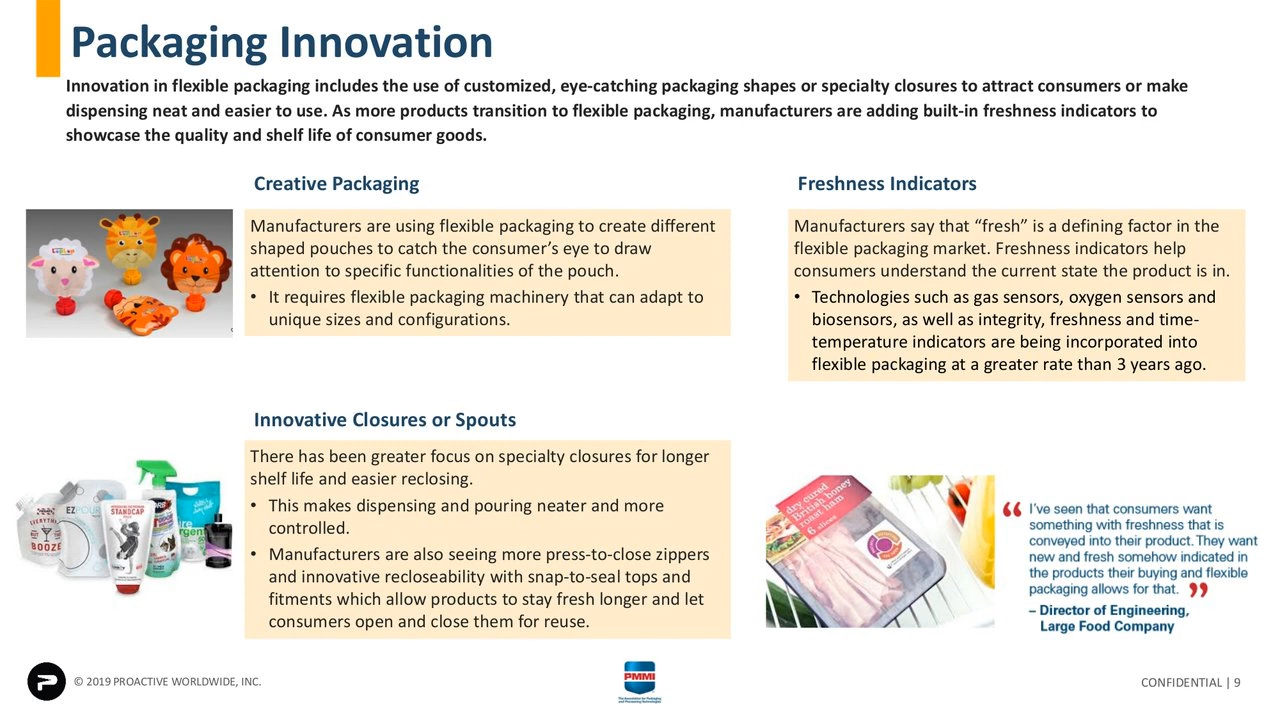 Packaging Innovation
Innovation in flexible packaging includes the use of customized, eye-catching packaging shapes or specialty closures to attract consumers or make
dispensing neat and easier to use. As more products transition to flexible packaging, manufacturers are adding built-in freshness indicators to
showcase the quality and shelf life of consumer goods.
Creative Packaging
Manufacturers are using flexible packaging to create different
shaped pouches to catch the consumer's eye to draw
attention to specific functionalities of the pouch.
• It requires flexible packaging machinery that can adapt to
unique sizes and configurations.
Freshness Indicators
Manufacturers say that “fresh” is a defining factor in the
flexible packaging market. Freshness indicators help
consumers understand the current state the product is in.
• Technologies such as gas sensors, oxygen sensors and
biosensors, as well as integrity, freshness and time-
temperature indicators are being incorporated into
flexible packaging at a greater rate than 3 years ago.
Innovative Closures or Spouts
There has been greater focus on specialty closures for longer
shelf life and easier reclosing.
• This makes dispensing and pouring neater and more
controlled.
• Manufacturers are also seeing more press-to-close zippers
and innovative recloseability with snap-to-seal tops and
fitments which allow products to stay fresh longer and let
consumers open and close them for reuse.
EVERYTHING
BOOZE
EZPOUR
STANDCAP
dry cured
British honey
roast ham
6 slices
“ I've seen that consumers want
something with freshness that is
conveyed into their product. They want
new and fresh somehow indicated in
the products their buying and flexible
packaging allows for that. ”
– Director of Engineering,
Large Food Company
© 2019 PROACTIVE WORLDWIDE, INC.
PMMI
The Association for Packaging
and Processing Technologies
CONFIDENTIAL | 9